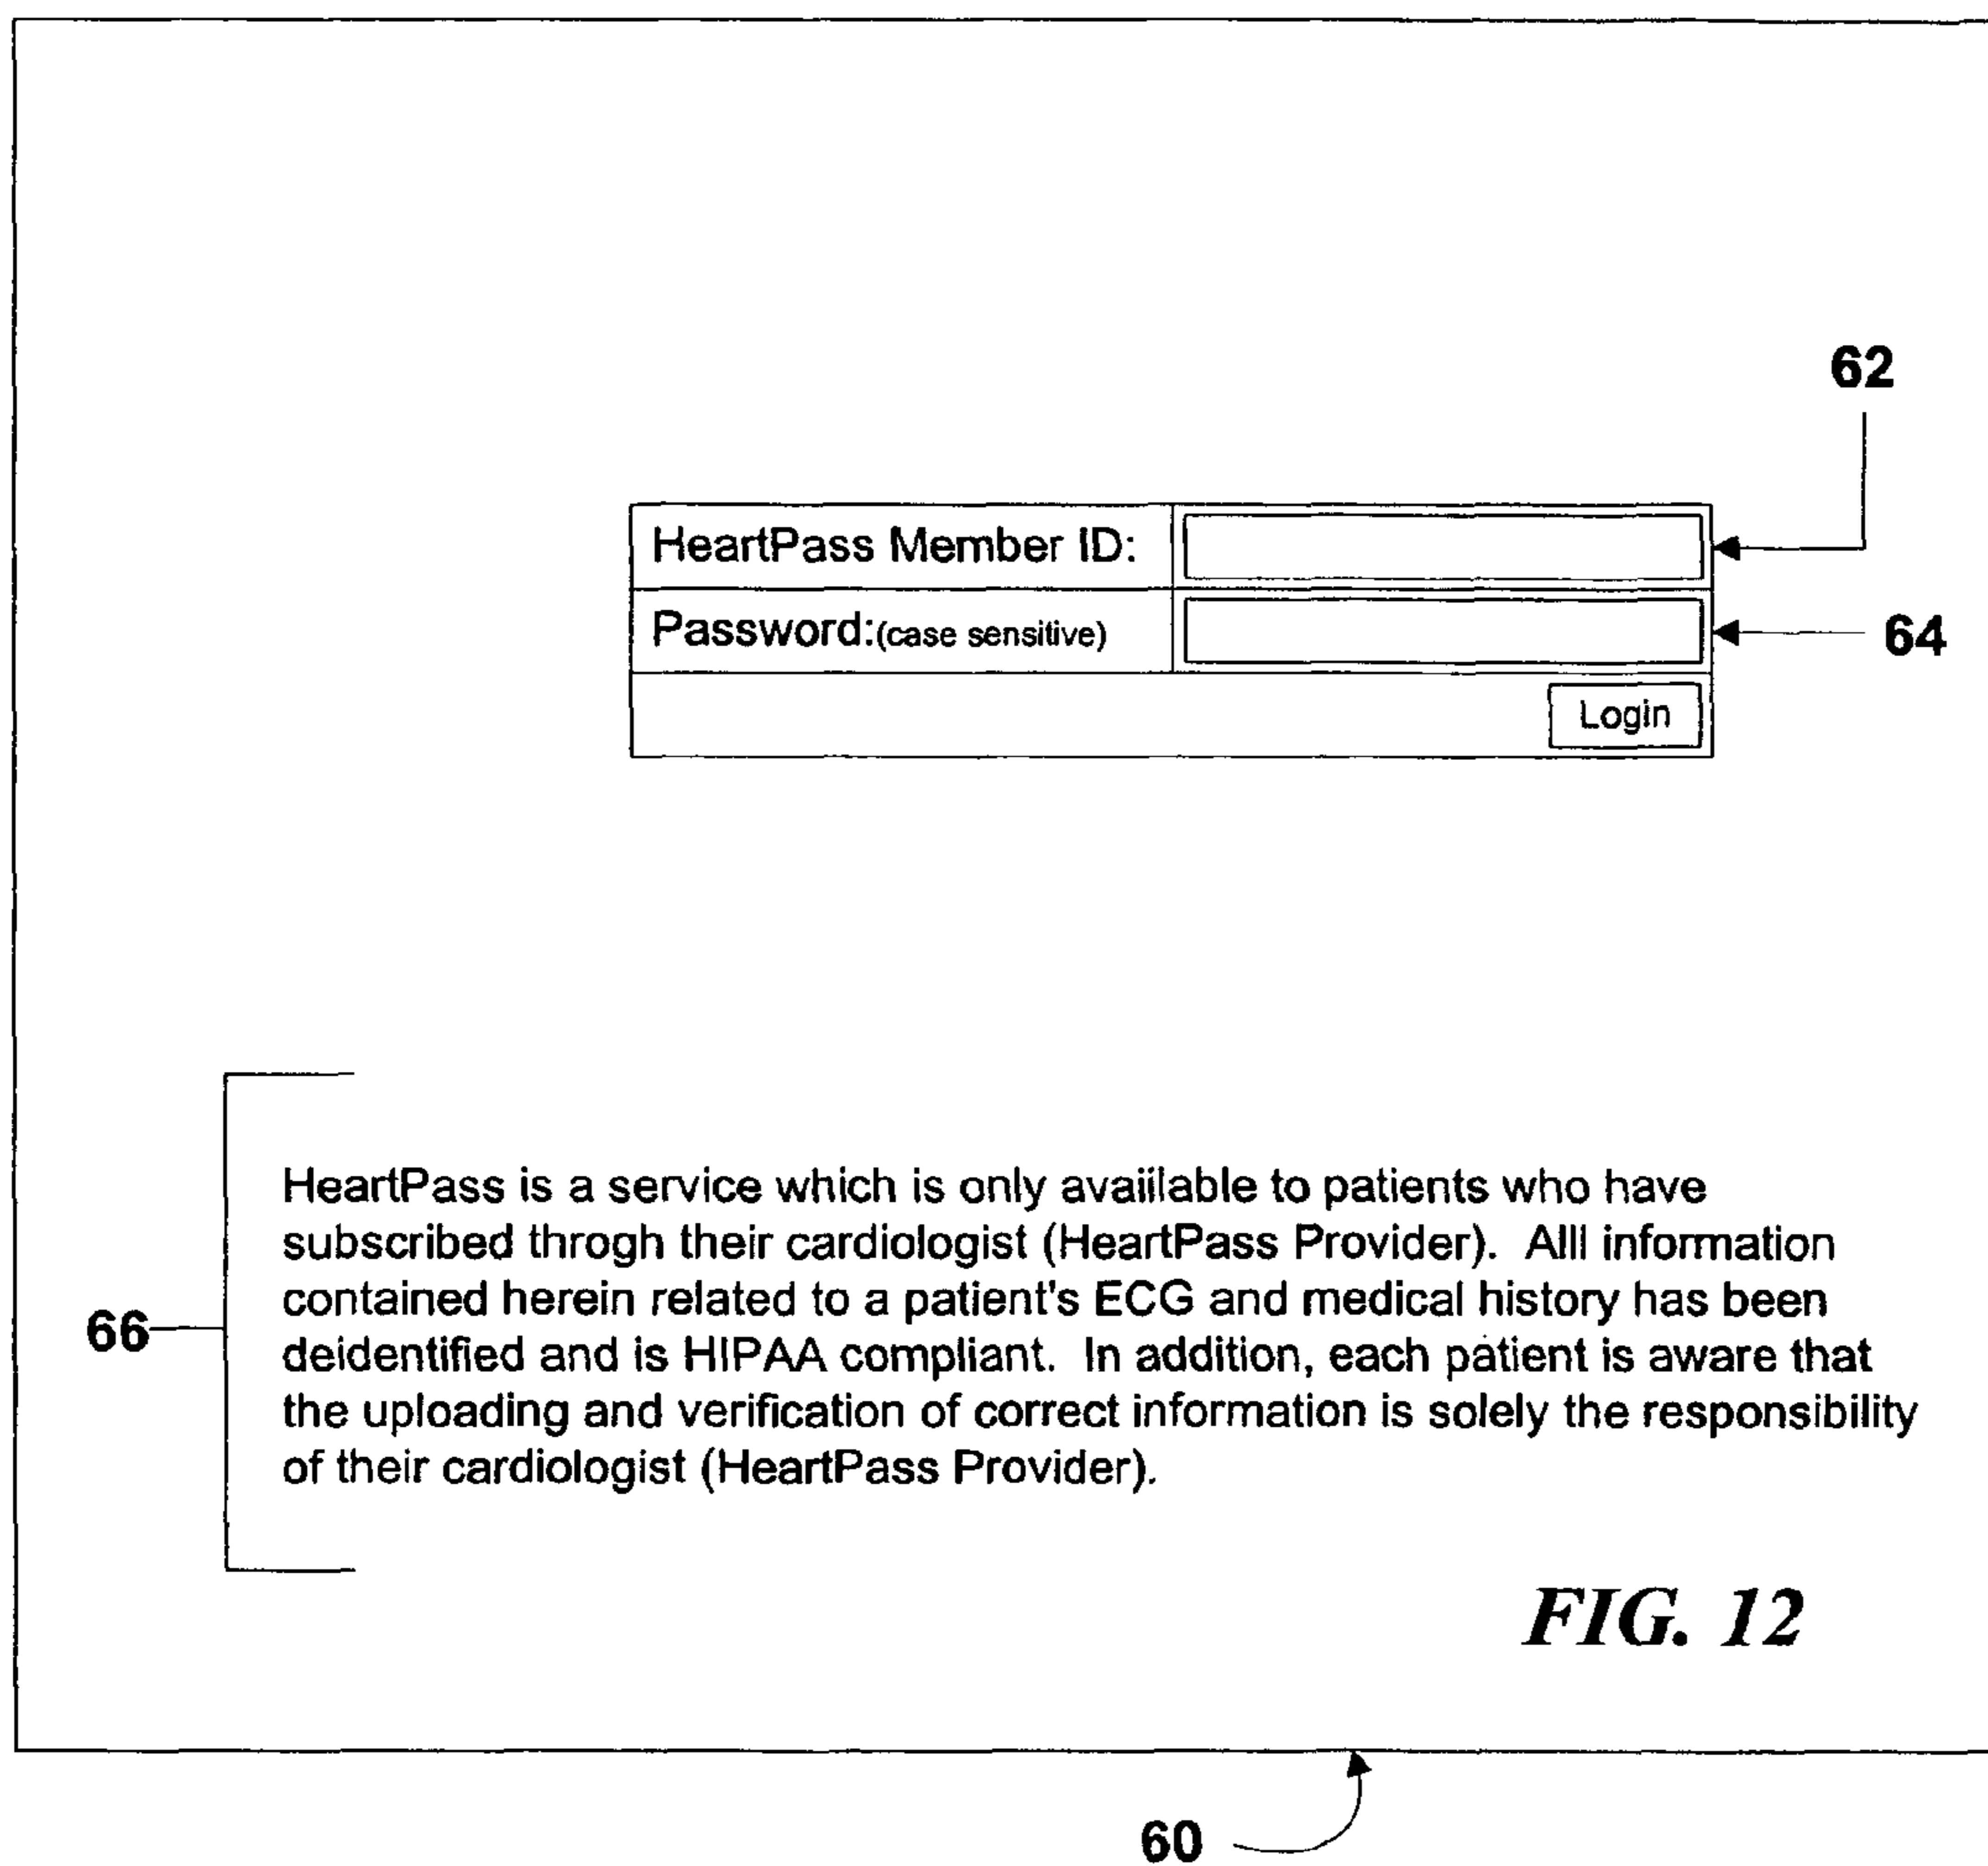 62
HeartPass Member ID:
Password:(case sensitive)
64
Login
HeartPass is a service which is only avaiilable to patients who have
subscribed throgh their cardiologist (HeartPass Provider). Alll information
contained herein related to a patient's ECG and medical history has been
66
deidentified and is HIPAA compliant. In addition, each patient is aware that
the uploading and verification of correct information is solely the responsibility
of their cardiologist (HeartPass Provider).
FIG. 12
60